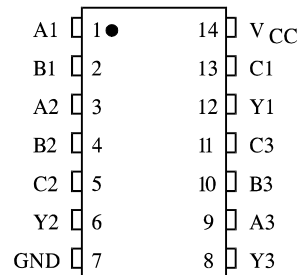 A1 1 14 VCC
B1 2 13 C1
A2 3 12 Y1
B2 4 11 C3
C2 5 10 B3
Y2 6 9 A3
GND 7 8 Y3